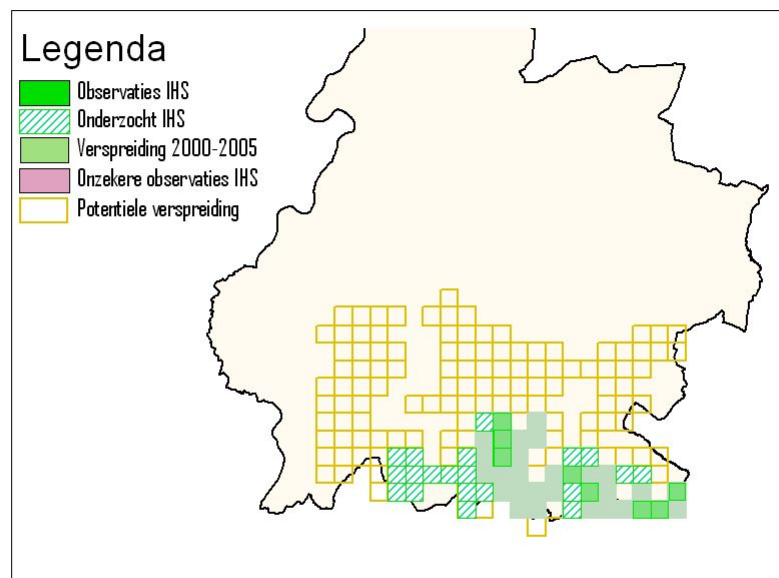 Legenda
Observaties IHS
Onderzocht IHS
Verspreiding 2000-2005
Onzekere observaties IHS
Potentiele verspreiding